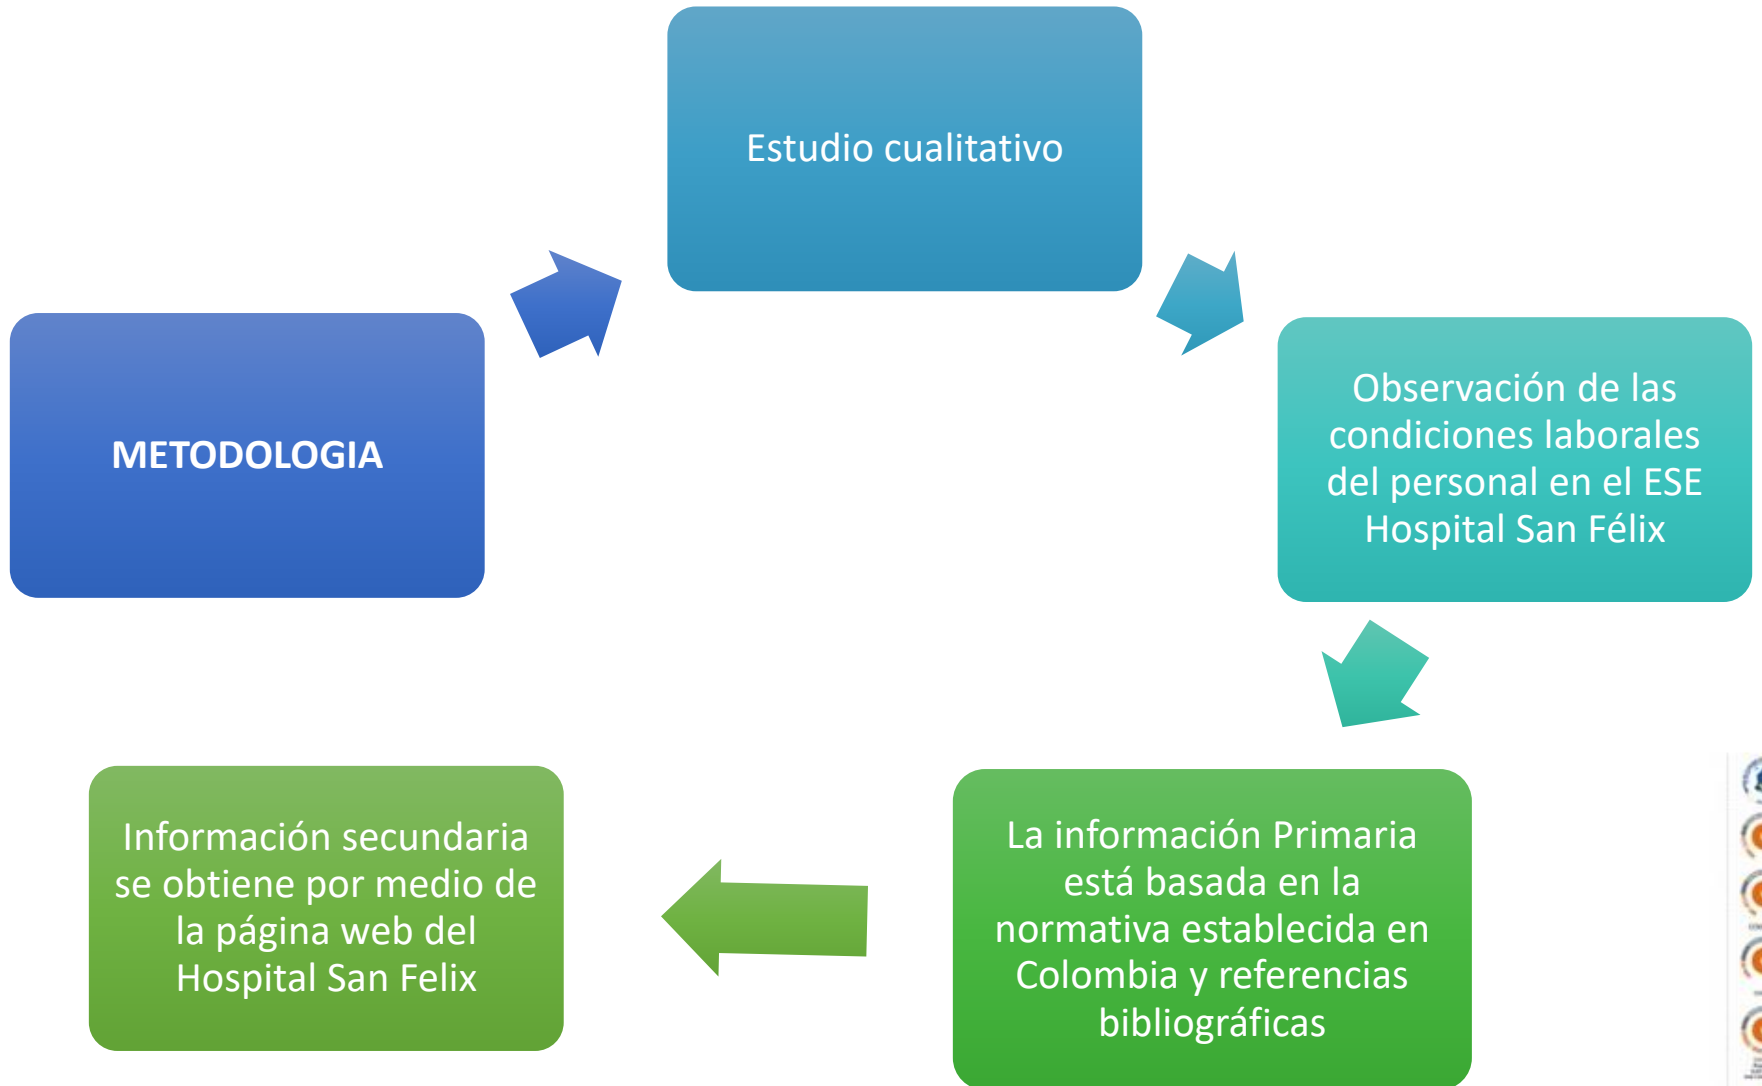 METODOLOGIA
Estudio cualitativo
Observación de las
condiciones laborales
del personal en el ESE
Hospital San Félix
La información Primaria
está basada en la
normativa establecida en
Colombia y referencias
bibliográficas
Información secundaria
se obtiene por medio de
la página web del
Hospital San Felix